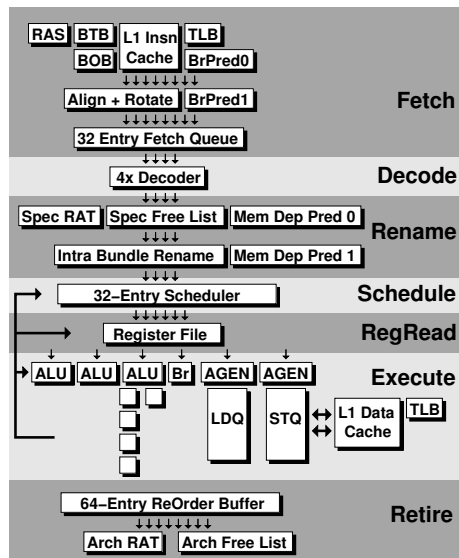 RAS BTB L1 Insn Cache TLB
BOB BrPred0
Align + Rotate BrPred1
Fetch
32 Entry Fetch Queue
4x Decoder
Decode
Spec RAT Spec Free List Mem Dep Pred 0
Rename
Intra Bundle Rename Mem Dep Pred 1
32-Entry Scheduler
Schedule
Register File
RegRead
ALU ALU ALU Br AGEN AGEN
Execute
LDQ STQ L1 Data Cache TLB
64-Entry ReOrder Buffer
Retire
Arch RAT Arch Free List